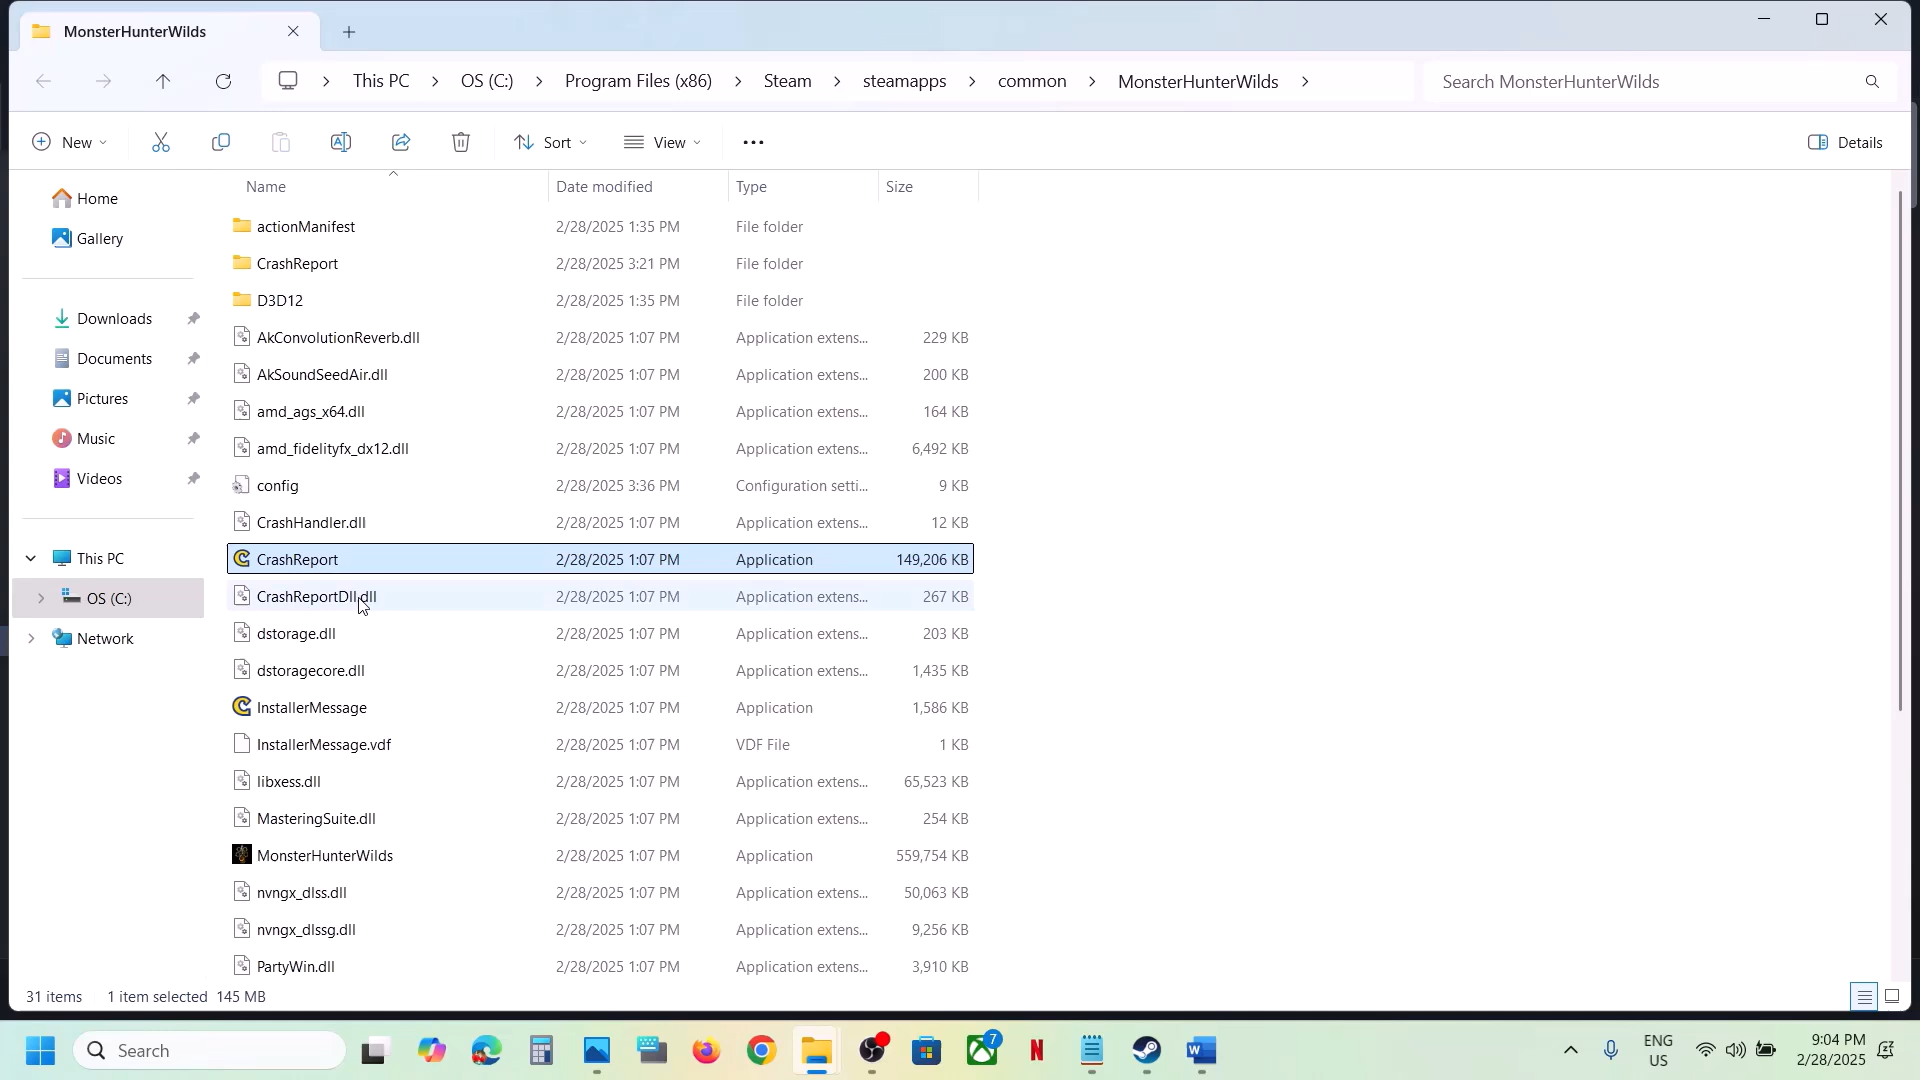 MonsterHunterWilds
This PC > OS (C:) > Program Files (x86) > Steam > steamapps > common > MonsterHunterWilds >
Search MonsterHunterWilds
New
Sort
View
Details
Name Date modified Type Size
Home
Gallery
Downloads
Documents
Pictures
Music
Videos
This PC
OS (C:)
Network
actionManifest 2/28/2025 1:35 PM File folder
CrashReport 2/28/2025 3:21 PM File folder
D3D12 2/28/2025 1:35 PM File folder
AkConvolutionReverb.dll 2/28/2025 1:07 PM Application extens... 229 KB
AkSoundSeedAir.dll 2/28/2025 1:07 PM Application extens... 200 KB
amd_ags_x64.dll 2/28/2025 1:07 PM Application extens... 164 KB
amd_fidelityfx_dx12.dll 2/28/2025 1:07 PM Application extens... 6,492 KB
config 2/28/2025 3:36 PM Configuration setti... 9 KB
CrashHandler.dll 2/28/2025 1:07 PM Application extens... 12 KB
CrashReport 2/28/2025 1:07 PM Application 149,206 KB
CrashReportDll.dll 2/28/2025 1:07 PM Application extens... 267 KB
dstorage.dll 2/28/2025 1:07 PM Application extens... 203 KB
dstoragecore.dll 2/28/2025 1:07 PM Application extens... 1,435 KB
InstallerMessage 2/28/2025 1:07 PM Application 1,586 KB
InstallerMessage.vdf 2/28/2025 1:07 PM VDF File 1 KB
libxess.dll 2/28/2025 1:07 PM Application extens... 65,523 KB
MasteringSuite.dll 2/28/2025 1:07 PM Application extens... 254 KB
MonsterHunterWilds 2/28/2025 1:07 PM Application 559,754 KB
nvngx_dlss.dll 2/28/2025 1:07 PM Application extens... 50,063 KB
nvngx_dlssg.dll 2/28/2025 1:07 PM Application extens... 9,256 KB
PartyWin.dll 2/28/2025 1:07 PM Application extens... 3,910 KB
31 items 1 item selected 145 MB
Search
7
ENG
US
9:04 PM
2/28/2025